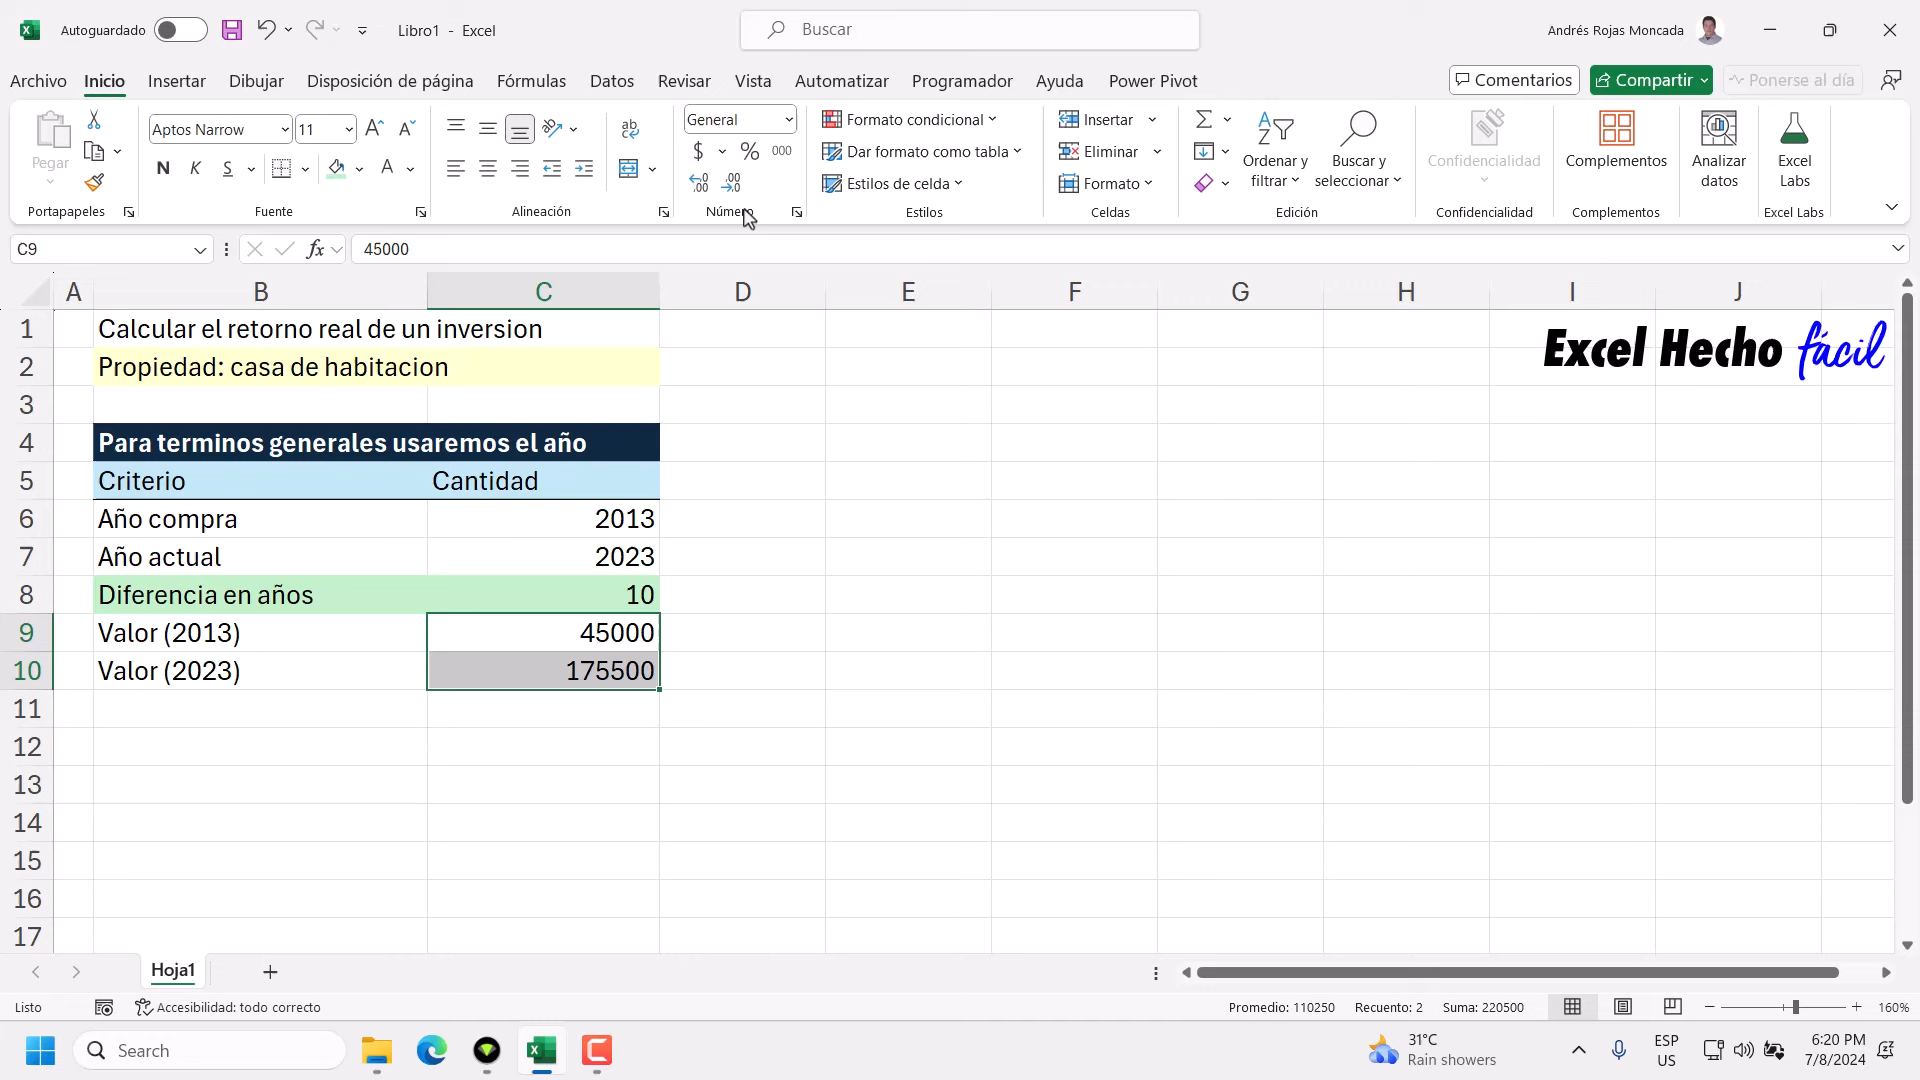 Autoguardado
Libro1 - Excel
Buscar
Andrés Rojas Moncada
Archivo
Inicio
Insertar
Dibujar
Disposición de página
Fórmulas
Datos
Revisar
Vista
Automatizar
Programador
Ayuda
Power Pivot
Comentarios
Compartir
Ponerse al día
Pegar
Portapapeles
Aptos Narrow
11
N K S
Fuente
Alineación
General
$ % 000
Número
Formato condicional
Dar formato como tabla
Estilos de celda
Estilos
Insertar
Eliminar
Formato
Celdas
Ordenar y
filtrar
Buscar y
seleccionar
Edición
Confidencialidad
Confidencialidad
Complementos
Complementos
Analizar
datos
Excel
Labs
Excel Labs
C9
fx
45000
A B C D E F G H I J
1 Calcular el retorno real de un inversion
Excel Hecho fácil
2 Propiedad: casa de habitacion
3
4 Para terminos generales usaremos el año
5 Criterio Cantidad
6 Año compra 2013
7 Año actual 2023
8 Diferencia en años 10
9 Valor (2013) 45000
10 Valor (2023) 175500
11
12
13
14
15
16
17
Hoja1
Listo
Accesibilidad: todo correcto
Promedio: 110250
Recuento: 2
Suma: 220500
160%
Search
31°C
Rain showers
ESP
US
6:20 PM
7/8/2024